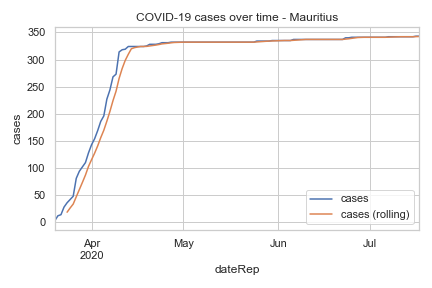 COVID-19 cases over time - Mauritius
350
300
250
200
150
100
50
0
cases
Apr
2020
May
Jun
Jul
dateRep
cases
cases (rolling)